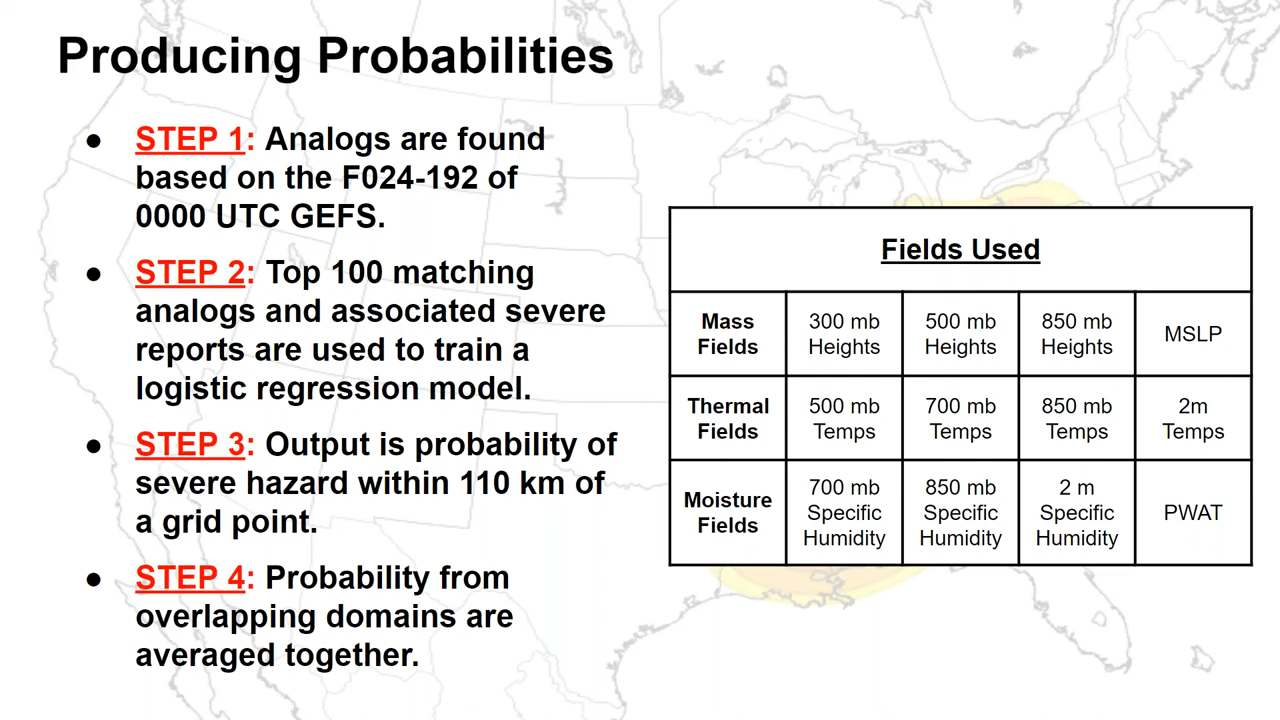 Producing Probabilities
● STEP 1: Analogs are found
based on the F024-192 of
0000 UTC GEFS.
● STEP 2: Top 100 matching
analogs and associated severe
reports are used to train a
logistic regression model.
● STEP 3: Output is probability of
severe hazard within 110 km of
a grid point.
● STEP 4: Probability from
overlapping domains are
averaged together.
Fields Used
Mass
Fields
300 mb
Heights
500 mb
Heights
850 mb
Heights
MSLP
Thermal
Fields
500 mb
Temps
700 mb
Temps
850 mb
Temps
2m
Temps
Moisture
Fields
700 mb
Specific
Humidity
850 mb
Specific
Humidity
2 m
Specific
Humidity
PWAT